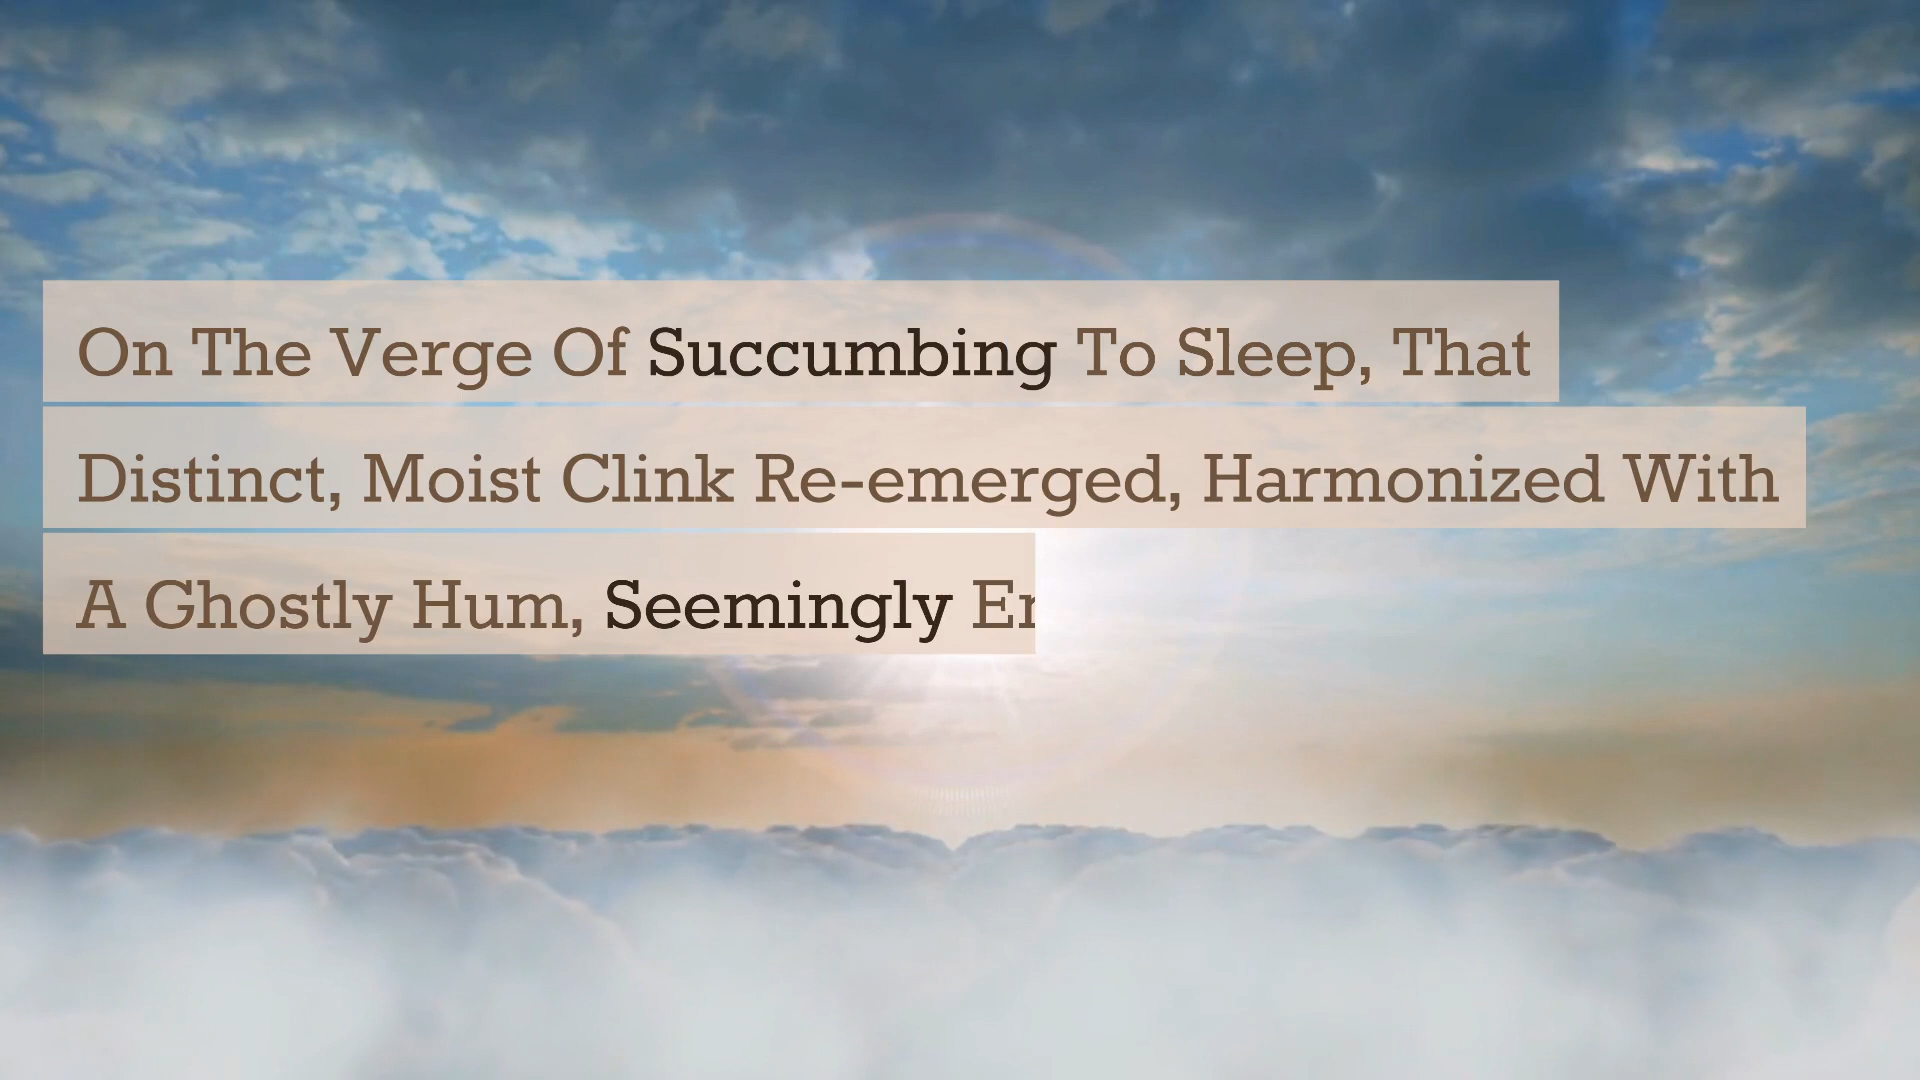 On The Verge Of Succumbing To Sleep, That
Distinct, Moist Clink Re-emerged, Harmonized With
A Ghostly Hum, Seemingly